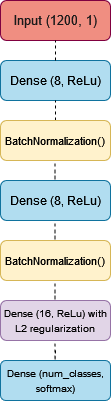 Input (1200, 1)
Dense (8, ReLu)
BatchNormalization()
Dense (8, ReLu)
BatchNormalization()
Dense (16, ReLu) with
L2 regularization
Dense (num_classes,
softmax)